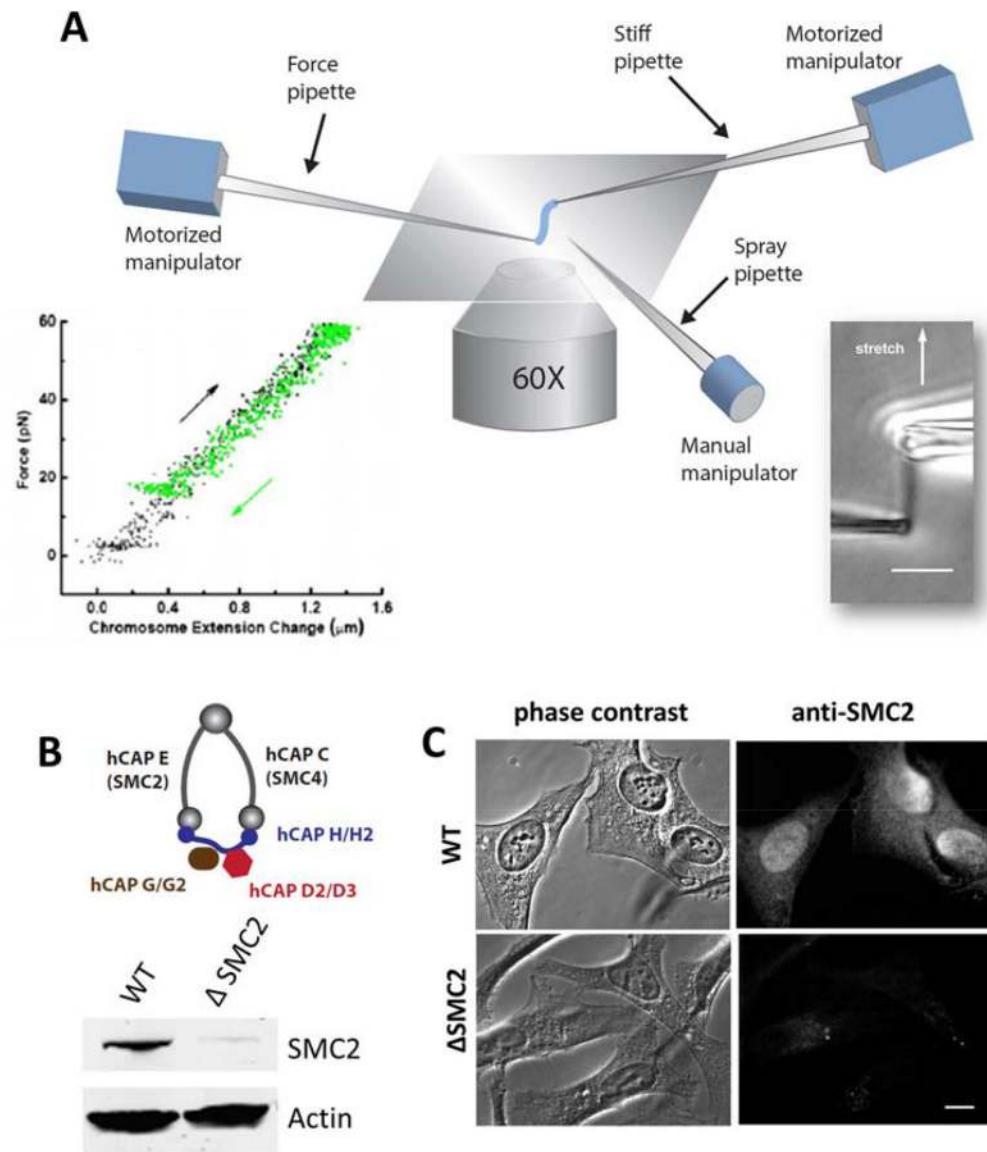 A
Force
pipette
Stiff
pipette
Motorized
manipulator
Motorized
manipulator
Spray
pipette
60X
Manual
manipulator
stretch
60
40
20
0
Force (pN)
0.0 0.4 0.8 1.2 1.6
Chromosome Extension Change (μm)
B
hCAP E
(SMC2)
hCAP C
(SMC4)
hCAP H/H2
hCAP G/G2
hCAP D2/D3
WT
Δ SMC2
SMC2
Actin
C
phase contrast
anti-SMC2
WT
ΔSMC2